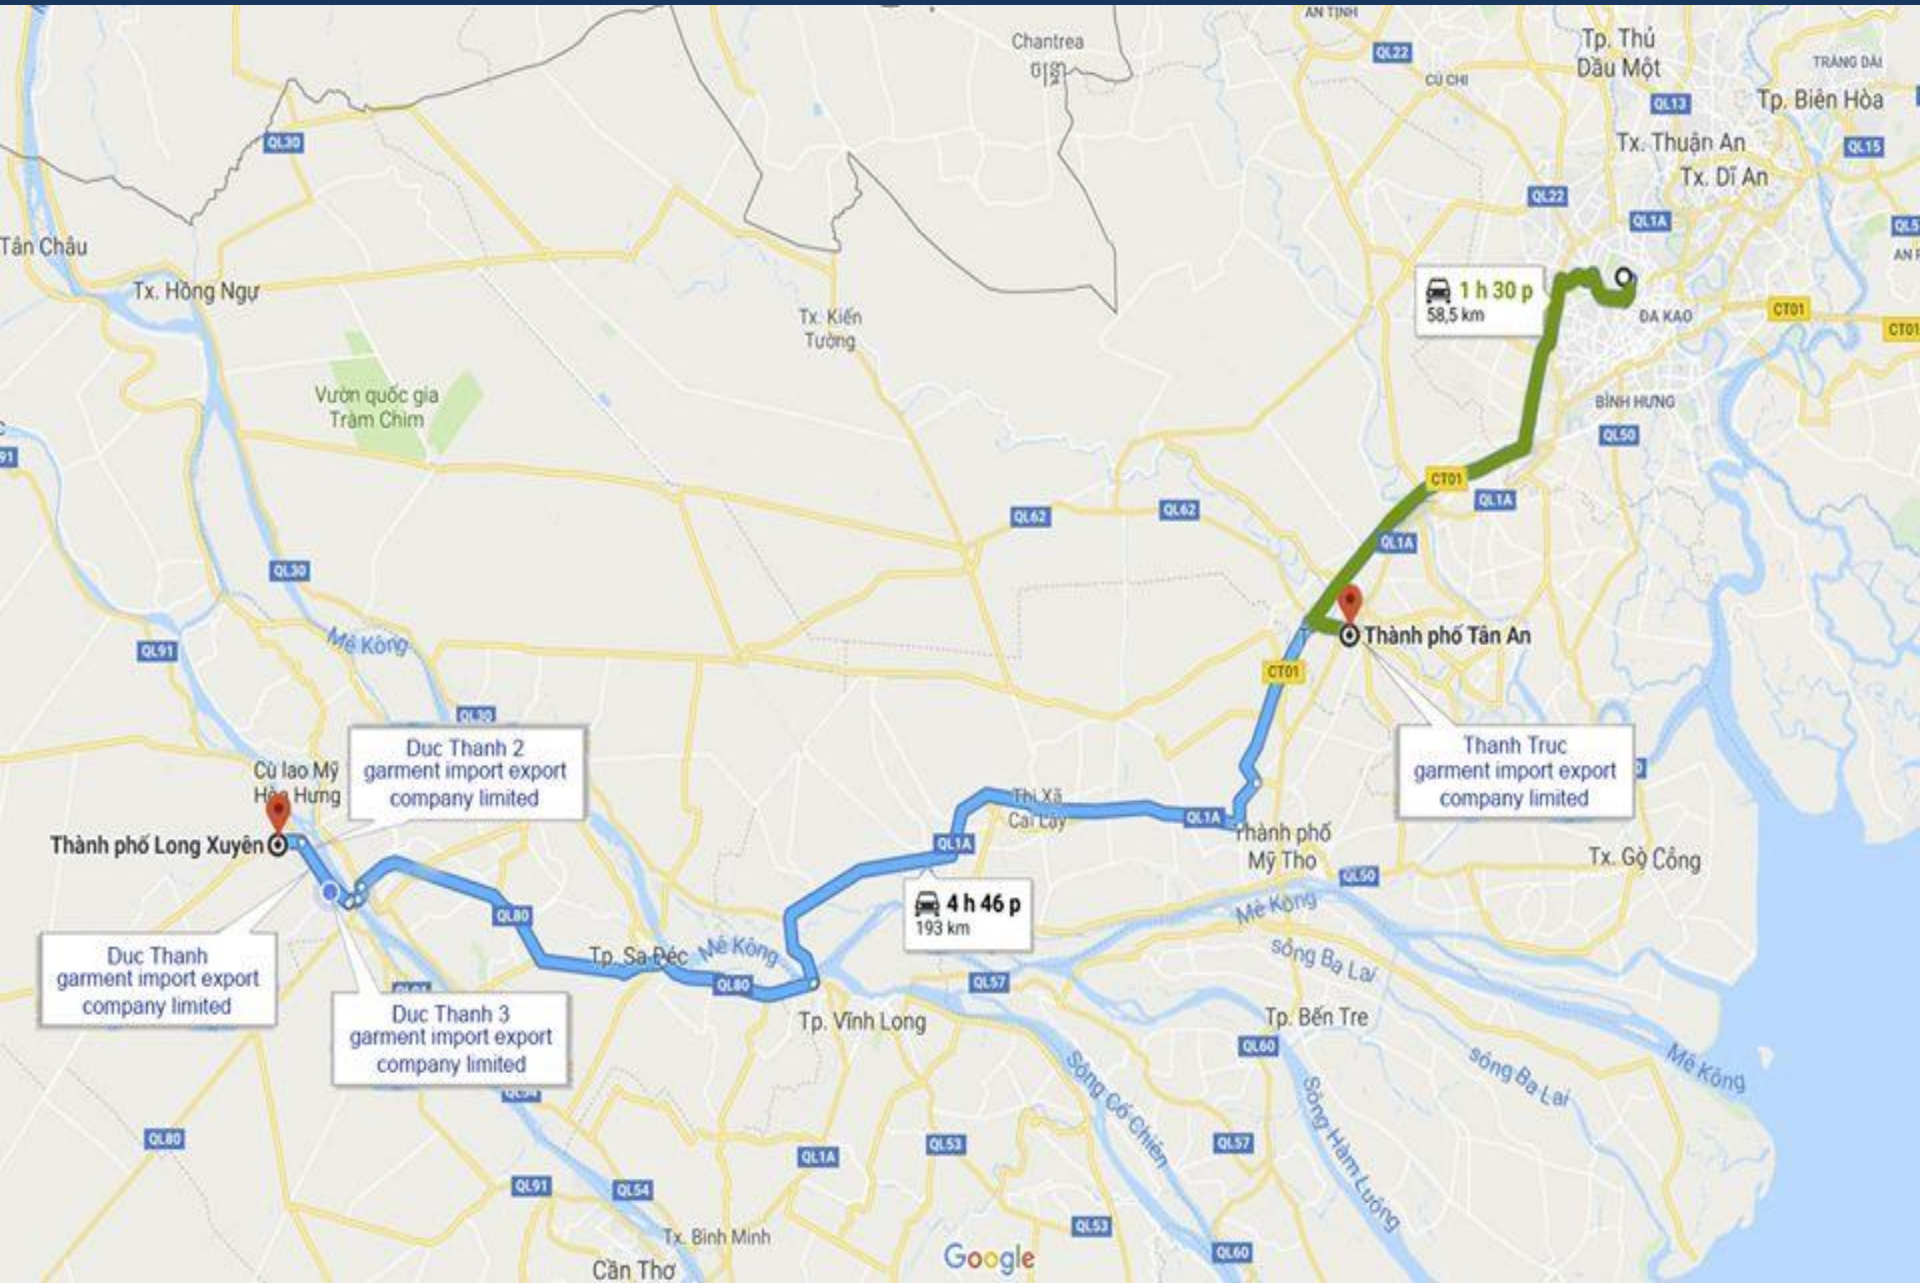 AN TỊNH
Chantrea
QL22
Tp. Thủ
Dầu Một
TRẢNG DÀI
CỦ CHI
QL13
Tp. Biên Hòa
QL30
Tx. Thuận An
QL15
Tx. Dĩ An
QL22
QL1A
QL5
AN P
Tân Châu
Tx. Hồng Ngự
1 h 30 p
58,5 km
ĐA KAO
CT01
CT01
Tx. Kiến
Tường
Vườn quốc gia
Tràm Chim
BÌNH HƯNG
QL50
91
CT01
QL1A
QL62
QL62
QL1A
QL30
Mê Kông
QL91
Thành phố Tân An
CT01
QL30
Duc Thanh 2
garment import export
company limited
Thanh Truc
garment import export
company limited
Cù lao Mỹ
Hòa Hưng
Thị Xã
Cai Lậy
QL1A
Thành phố
Mỹ Tho
Thành phố Long Xuyên
QL1A
Tx. Gò Công
QL50
4 h 46 p
193 km
Mê Kông
QL80
Duc Thanh
garment import export
company limited
Tp. Sa Đéc
Mê Kông
sông Ba Lai
QL80
QL57
Duc Thanh 3
garment import export
company limited
Tp. Vĩnh Long
Tp. Bến Tre
QL60
sông Ba Lai
Mê Kông
Sông Cổ Chiên
Sông Hàm Luông
QL54
QL80
QL1A
QL53
QL57
QL91
QL54
QL53
Tx. Bình Minh
QL60
Google
Cần Thơ